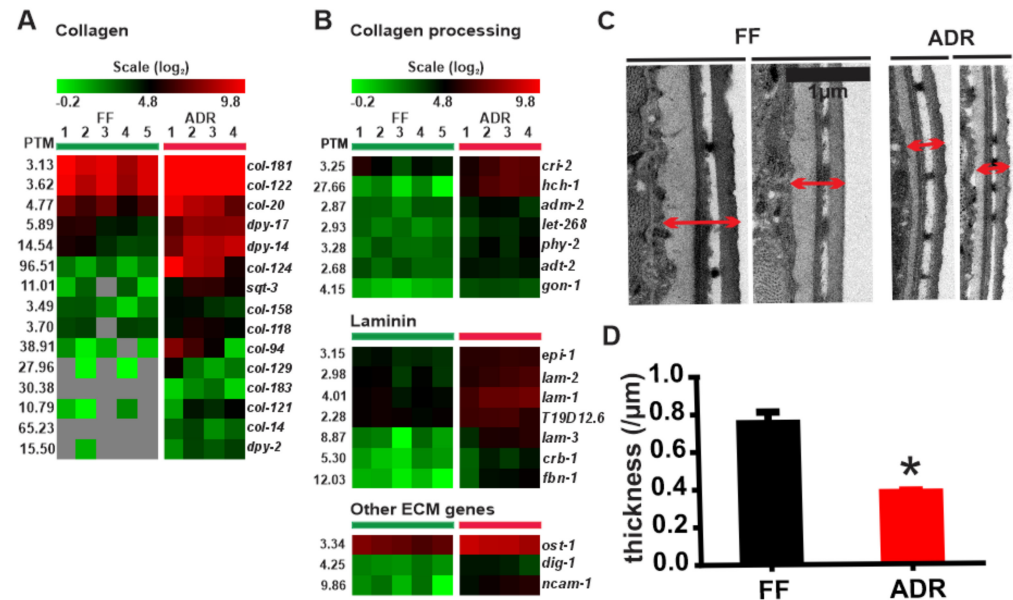 A
Collagen
Scale (log2)
-0.2 4.8 9.8
FF ADR
PTM 1 2 3 4 5 1 2 3 4
3.13 col-181
3.62 col-122
4.77 col-20
5.89 dpy-17
14.54 dpy-14
96.51 col-124
11.01 sqt-3
3.49 col-158
3.70 col-118
38.91 col-94
27.96 col-129
30.38 col-183
10.79 col-121
65.23 col-14
15.50 dpy-2
B
Collagen processing
Scale (log2)
-0.2 4.8 9.8
FF ADR
PTM 1 2 3 4 5 1 2 3 4
3.25 cri-2
27.66 hch-1
2.87 adm-2
2.93 let-268
3.28 phy-2
2.68 adt-2
4.15 gon-1
Laminin
3.15 epi-1
2.98 lam-2
4.01 lam-1
2.28 T19D12.6
8.87 lam-3
5.30 crb-1
12.03 fbn-1
Other ECM genes
3.34 ost-1
4.25 dig-1
9.86 ncam-1
C
FF ADR
1µm
D
thickness (/µm)
1.0
0.8
0.6
0.4
0.2
0.0
*
FF ADR